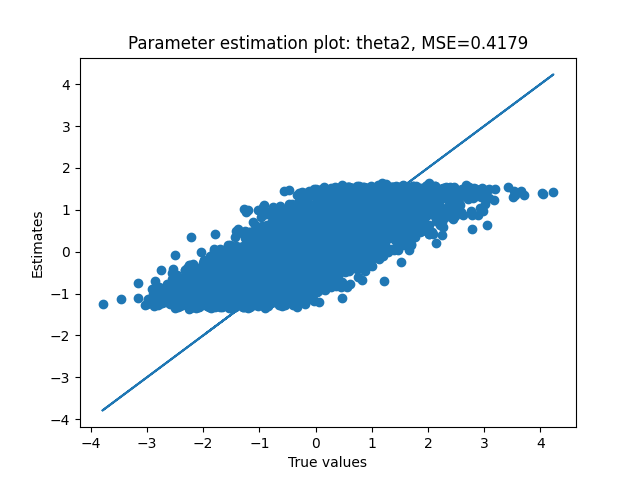 Parameter estimation plot: theta2, MSE=0.4179
4
3
2
1
0
−1
−2
−3
−4
Estimates
−4 −3 −2 −1 0 1 2 3 4
True values